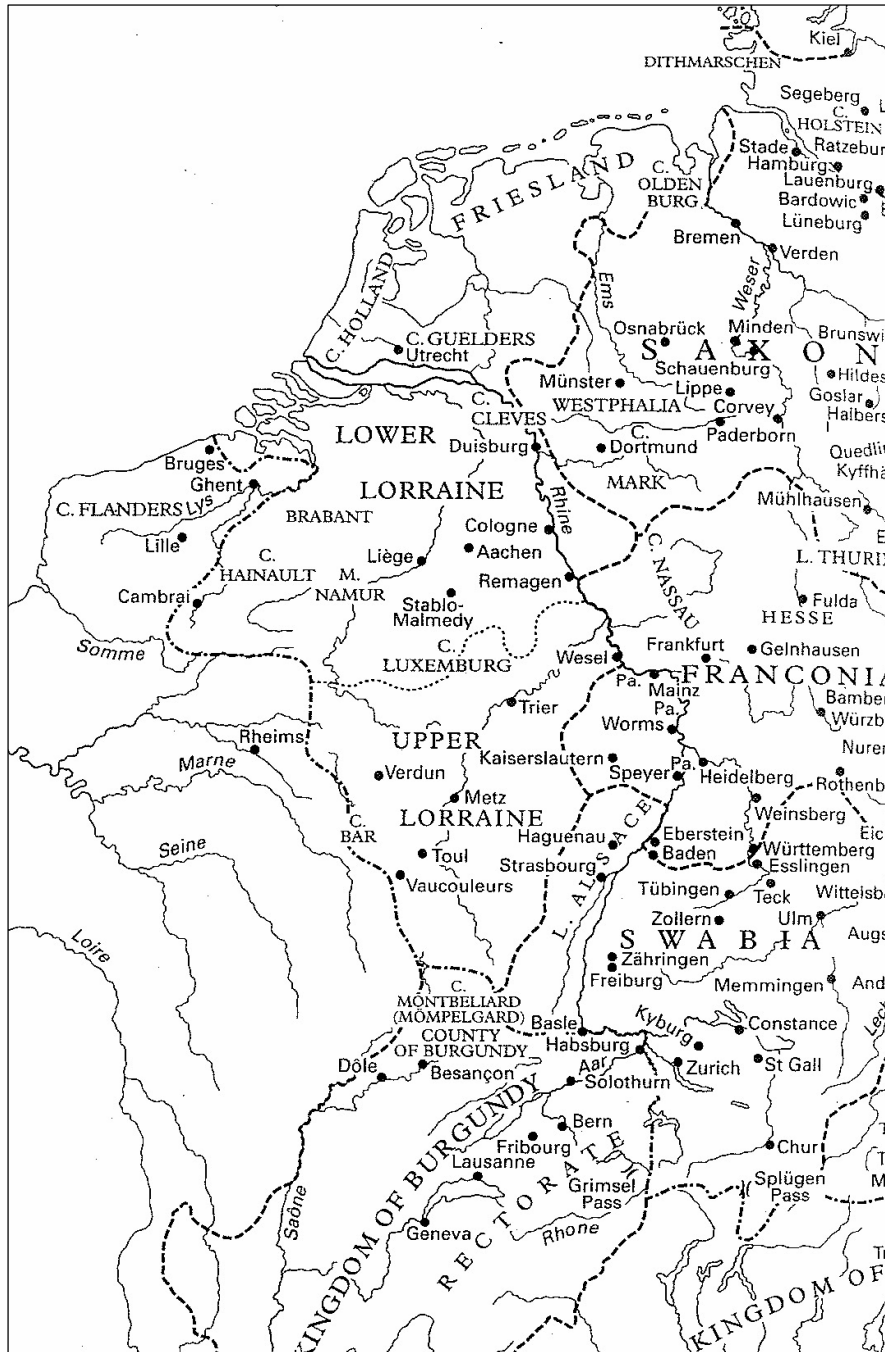 Kiel
DITHMARSCHEN
Segeberg
C.
HOLSTEIN
Stade
Ratzebur
Hamburg
Lauenburg
Bardowic
Lüneburg
FRIESLAND
C.
OLDEN
BURG
Bremen
Verden
Weser
Ems
C. HOLLAND
C. GUELDERS
Utrecht
Osnabrück
Minden
Brunswi
SAXON
Schauenburg
Hildes
Münster
Lippe
Goslar
WESTPHALIA
Corvey
Halbers
Paderborn
C.
CLEVES
LOWER
Duisburg
C.
Dortmund
MARK
Quedlin
Kyffhä
Bruges
Ghent
C. FLANDERS
Lys
LORRAINE
Rhine
Mühlhausen
BRABANT
Cologne
Lille
Aachen
C.
HAINAULT
Liège
M.
NAMUR
Remagen
C. NASSAU
L. THURIN
Cambrai
Stablo-
Malmedy
Fulda
HESSE
Somme
C.
LUXEMBURG
Wesel
Frankfurt
Gelnhausen
FRANCONIA
Pa.
Mainz
Pa.
Bamber
Würzb
Trier
Worms
Rheims
UPPER
Kaiserslautern
Nuren
Marne
Verdun
Speyer
Pa.
Heidelberg
Rothenb
Metz
Weinsberg
LORRAINE
C.
BAR
Seine
Haguenau
Eberstein
Eic
Toul
Baden
Württemberg
Strasbourg
Esslingen
Vaucouleurs
L. ALSACE
Tübingen
Teck
Wittelsba
Zollern
Ulm
Loire
SWABIA
Augs
Zähringen
Freiburg
Memmingen
And
C.
MONTBELIARD
(MÖMPELGARD)
Lech
Basle
Kyburg
Constance
COUNTY
OF BURGUNDY
Habsburg
Dôle
Besançon
Aar
Solothurn
Zurich
St Gall
Bern
Fribourg
Chur
Lausanne
Grimsel
Pass
Splügen
Pass
Saône
Geneva
Rhone
RECTORATE
KINGDOM OF BURGUNDY
KINGDOM OF